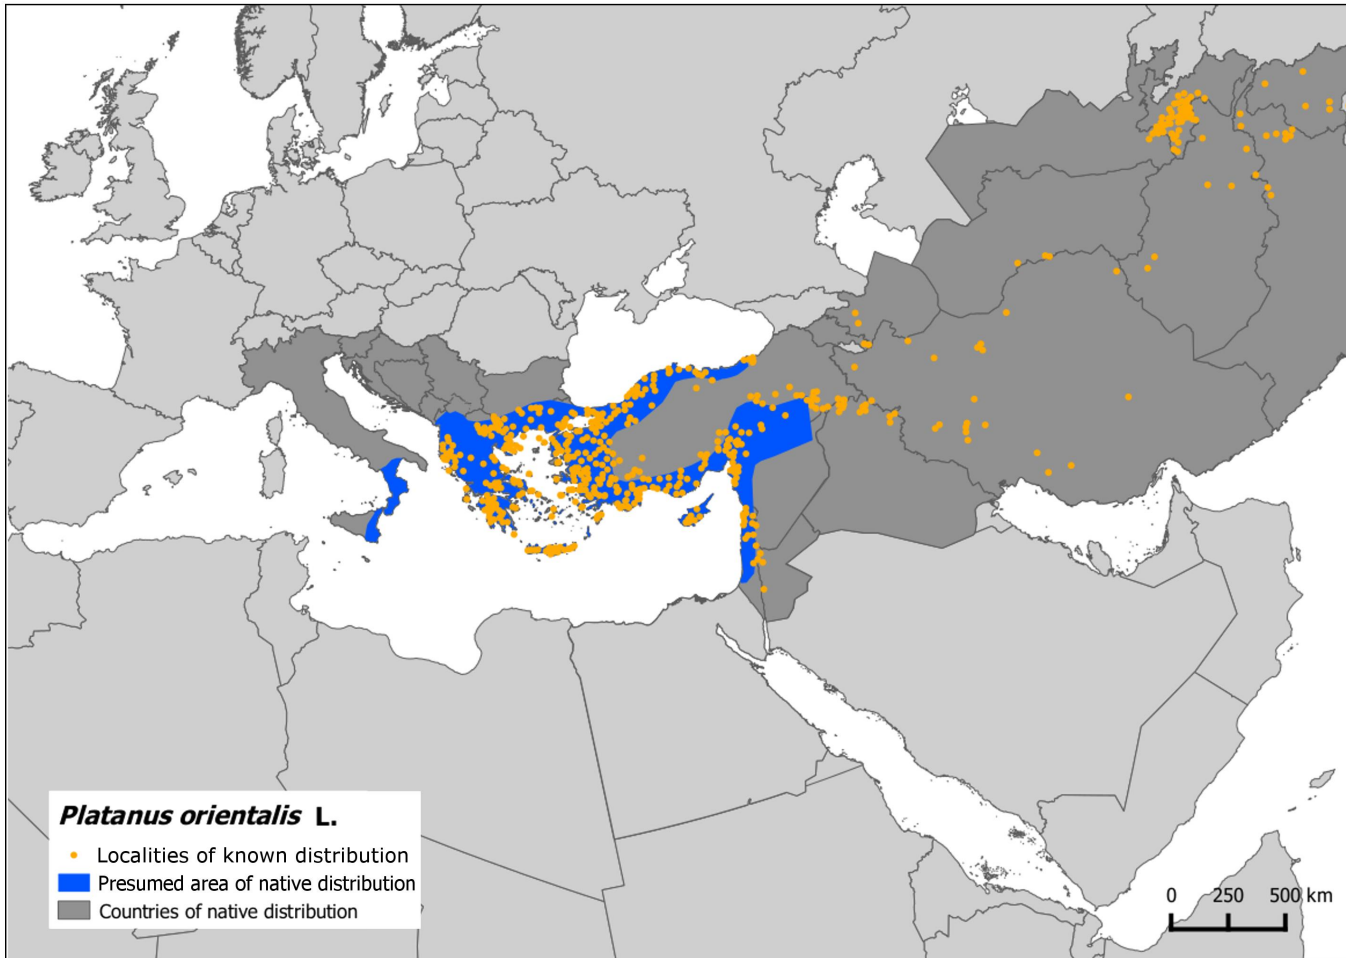 Platanus orientalis L.
Localities of known distribution
Presumed area of native distribution
Countries of native distribution
0 250 500 km